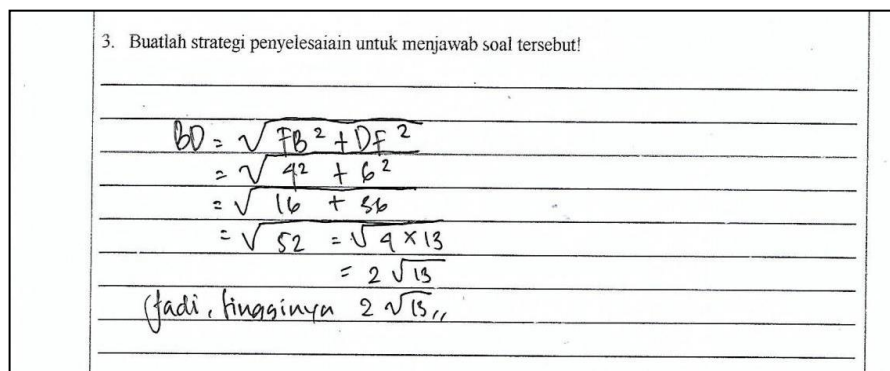 3. Buatlah strategi penyelesaiain untuk menjawab soal tersebut!
BD = √FB² + DF²
= √4² + 6²
= √16 + 36
= √52 = √4 × 13
= 2√13
Jadi, tingginya 2√13,,